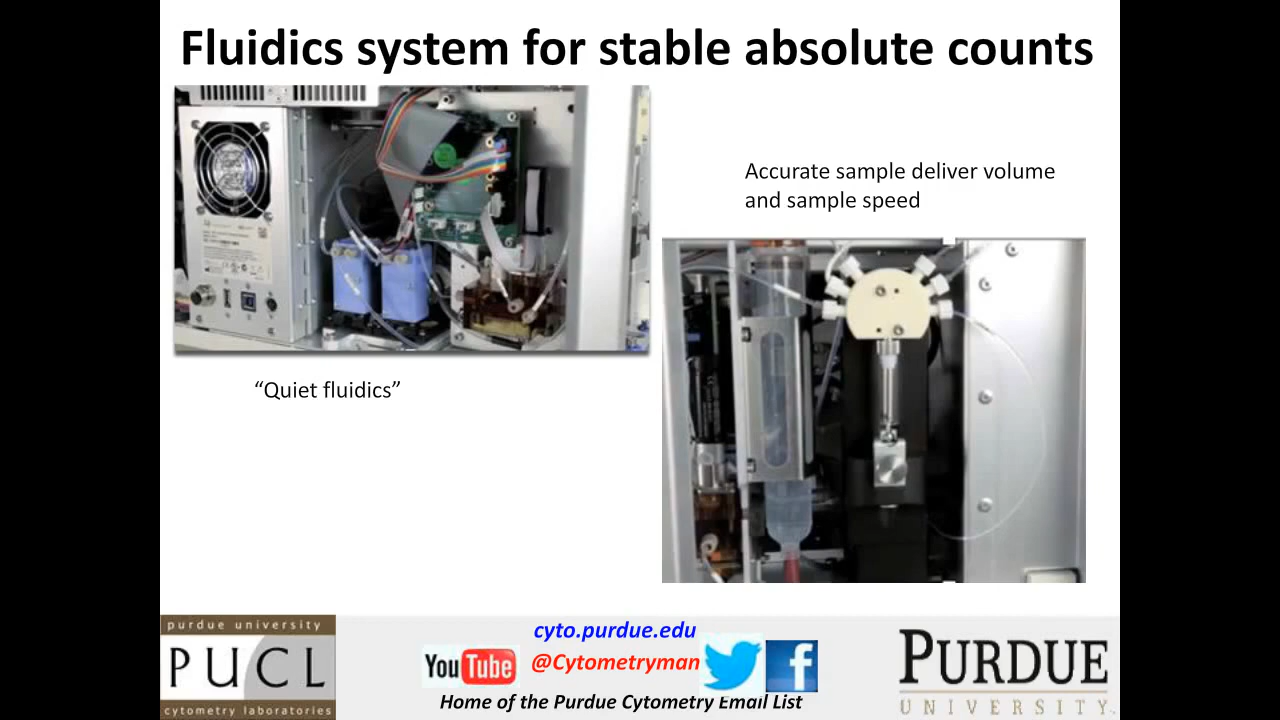 Fluidics system for stable absolute counts
Accurate sample deliver volume
and sample speed
“Quiet fluidics”
purdue university
PUCL
cytometry laboratories
cyto.purdue.edu
YouTube
@Cytometryman
Home of the Purdue Cytometry Email List
PURDUE
UNIVERSITY